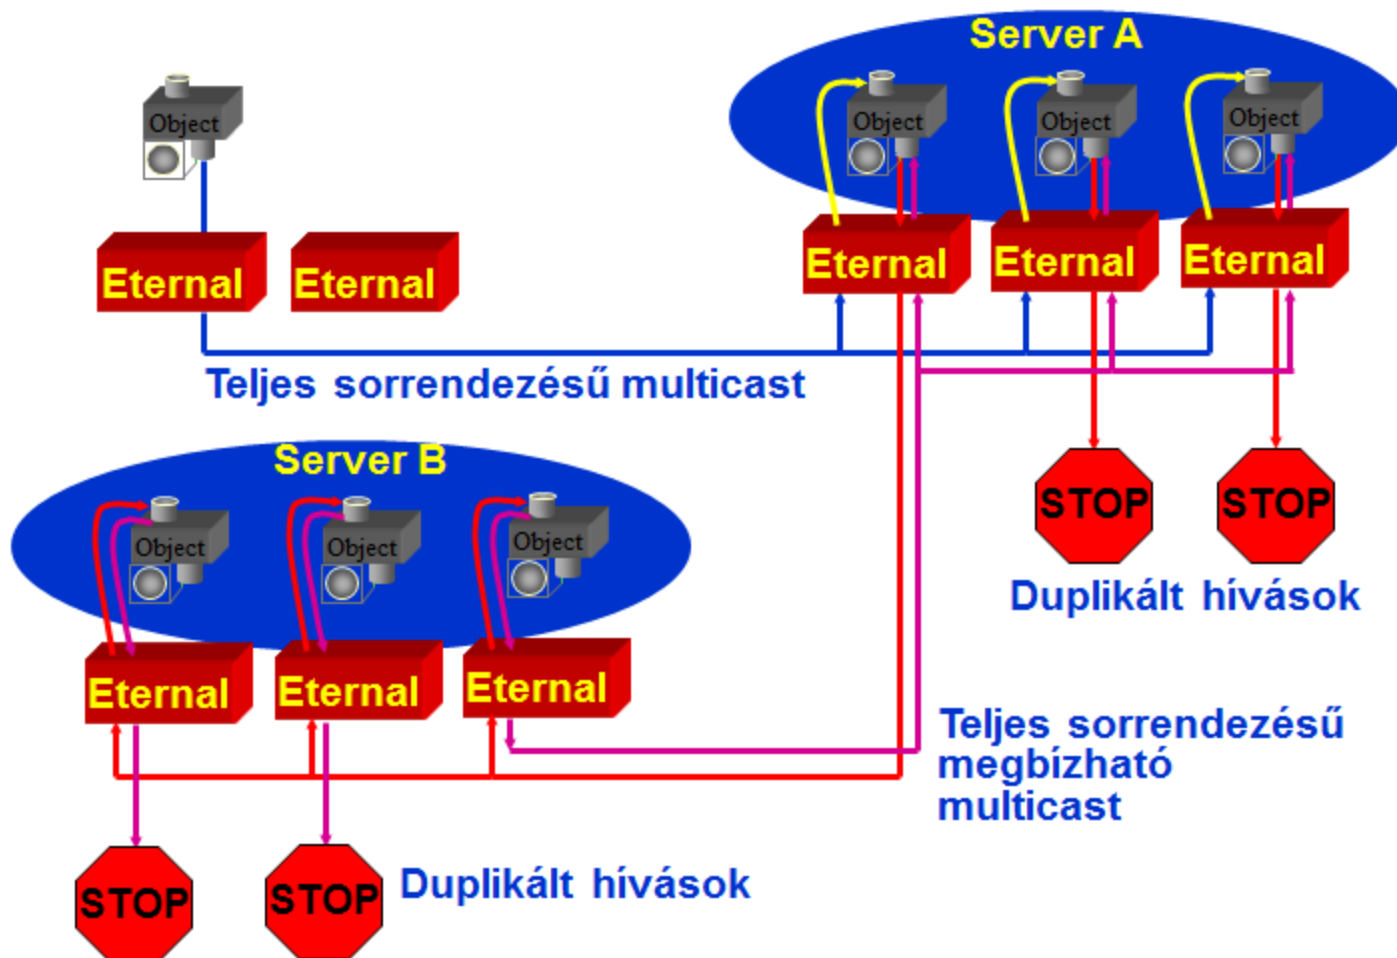 Server A
Object
Object
Object
Object
Eternal
Eternal
Eternal
Eternal
Eternal
Teljes sorrendezésű multicast
Server B
STOP
STOP
Duplikált hívások
Object
Object
Object
Eternal
Eternal
Eternal
Teljes sorrendezésű
megbízható
multicast
STOP
STOP
Duplikált hívások